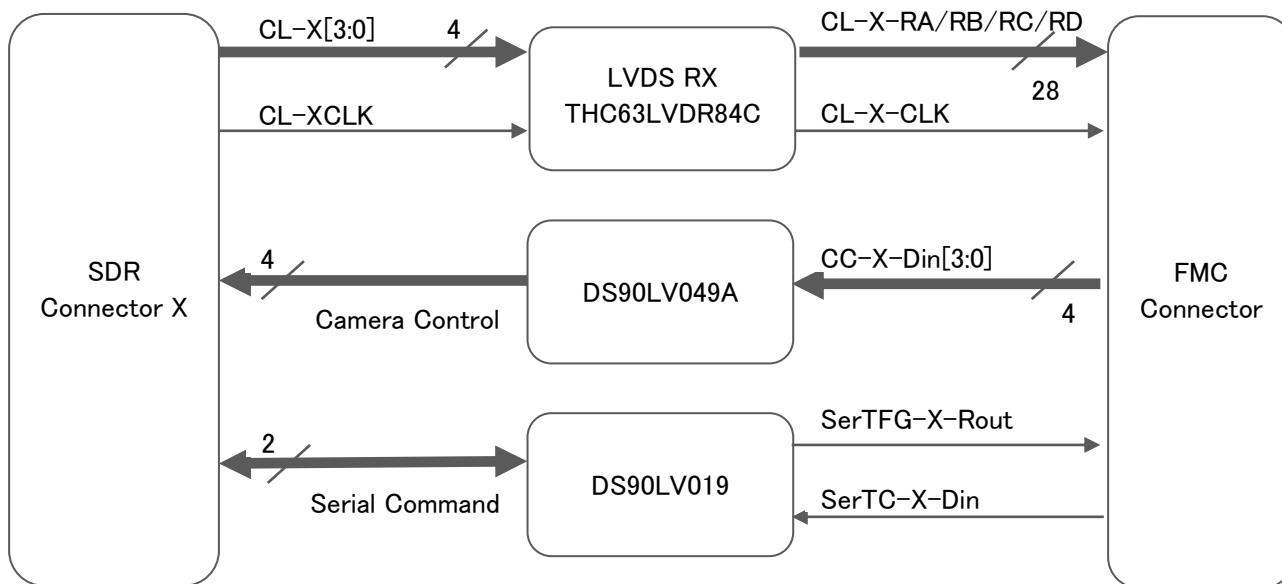 CL-X[3:0]
4
CL-X-RA/RB/RC/RD
28
LVDS RX
THC63LVDR84C
CL-XCLK
CL-X-CLK
SDR
Connector X
4
Camera Control
DS90LV049A
CC-X-Din[3:0]
4
FMC
Connector
2
Serial Command
DS90LV019
SerTFG-X-Rout
SerTC-X-Din